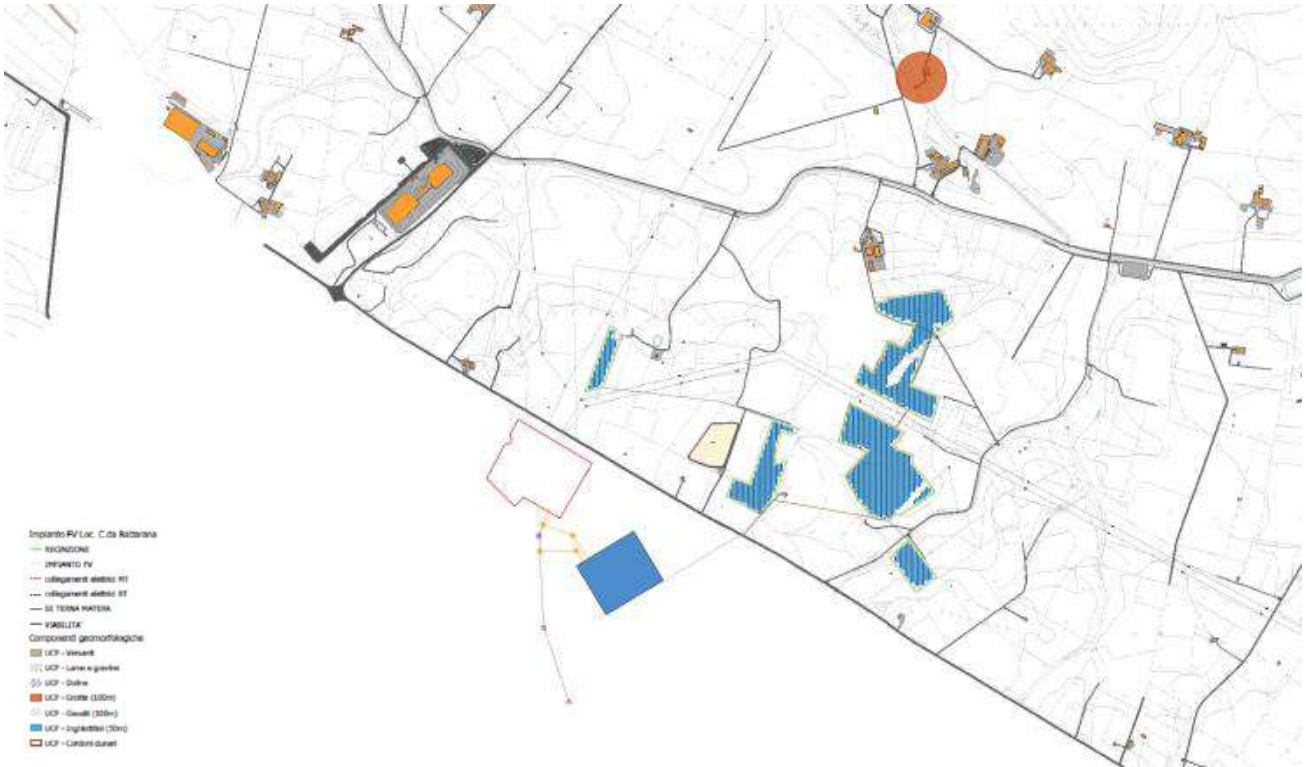 Impianto FV Loc. C.da Bazzarana
RECINZIONE
IMPIANTO FV
collegamenti elettrici MT
collegamenti elettrici BT
SE TERNA MATERA
VIABILITA'
Componenti geomorfologiche
UCP - Versanti
UCP - Lame e gravine
UCP - Doline
UCP - Grotte (100m)
UCP - Geositi (100m)
UCP - Inghiottitoi (50m)
UCP - Cordoni dunari